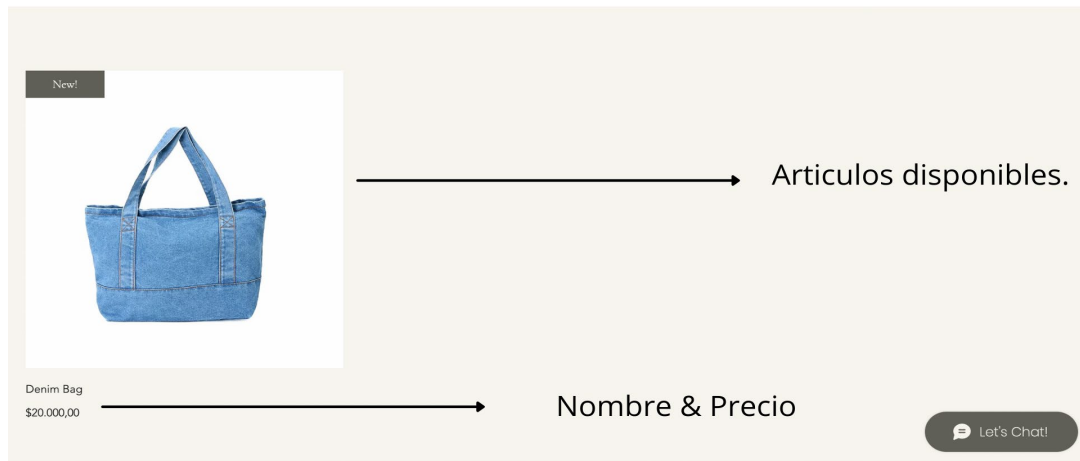 New!
Articulos disponibles.
Denim Bag
$20.000,00
Nombre & Precio
Let's Chat!